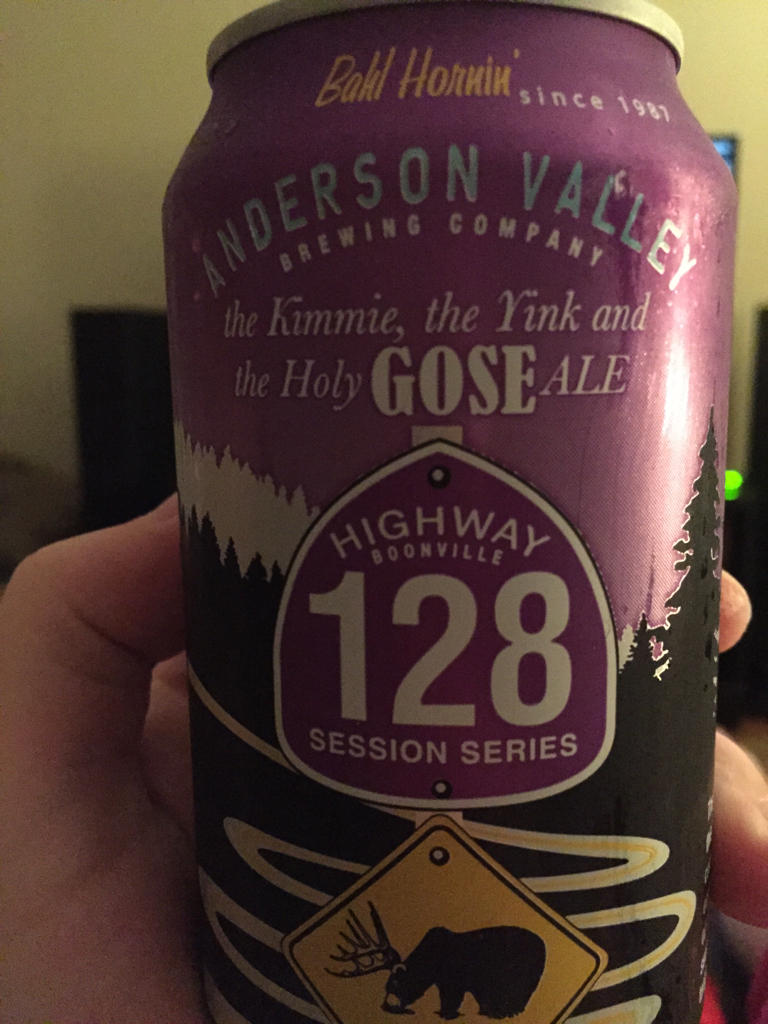 Bahl Hornin' since 1987
ANDERSON VALLEY
BREWING COMPANY
the Kimmie, the Yink and
the Holy GOSE ALE
HIGHWAY
BOONVILLE
128
SESSION SERIES